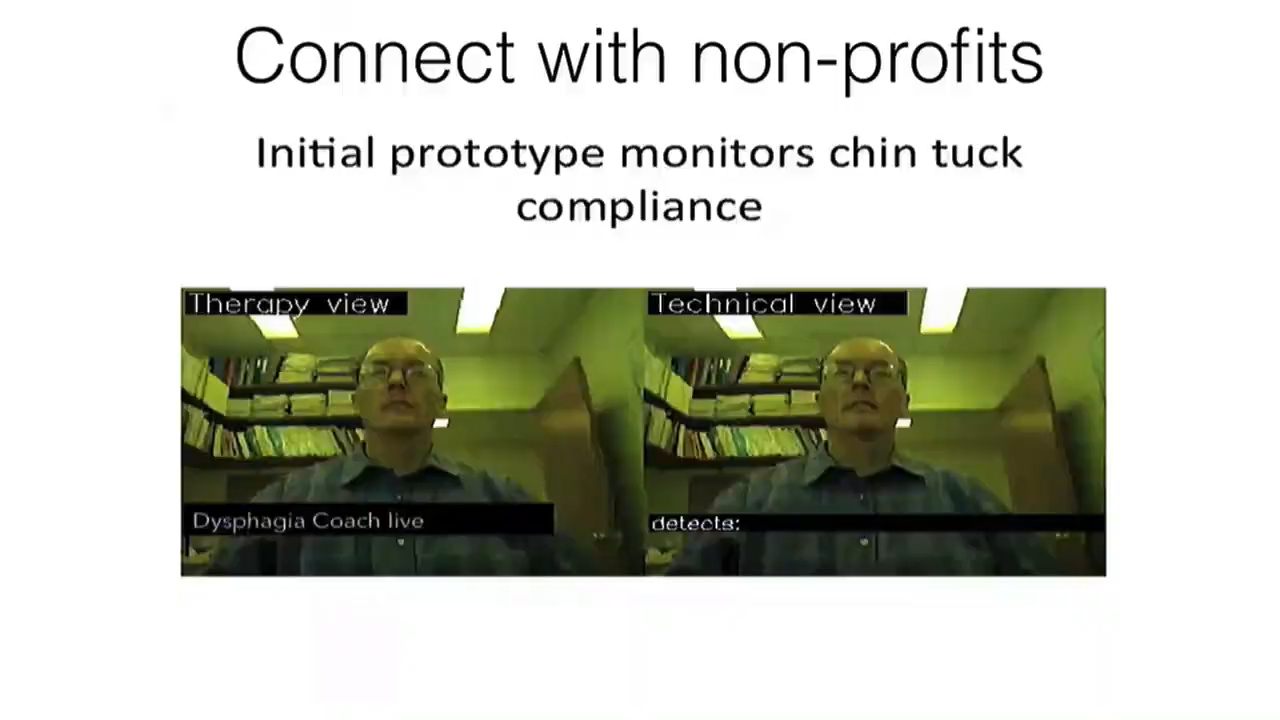 Connect with non-profits
Initial prototype monitors chin tuck
compliance
Therapy view
Technical view
Dysphagia Coach live
detects: